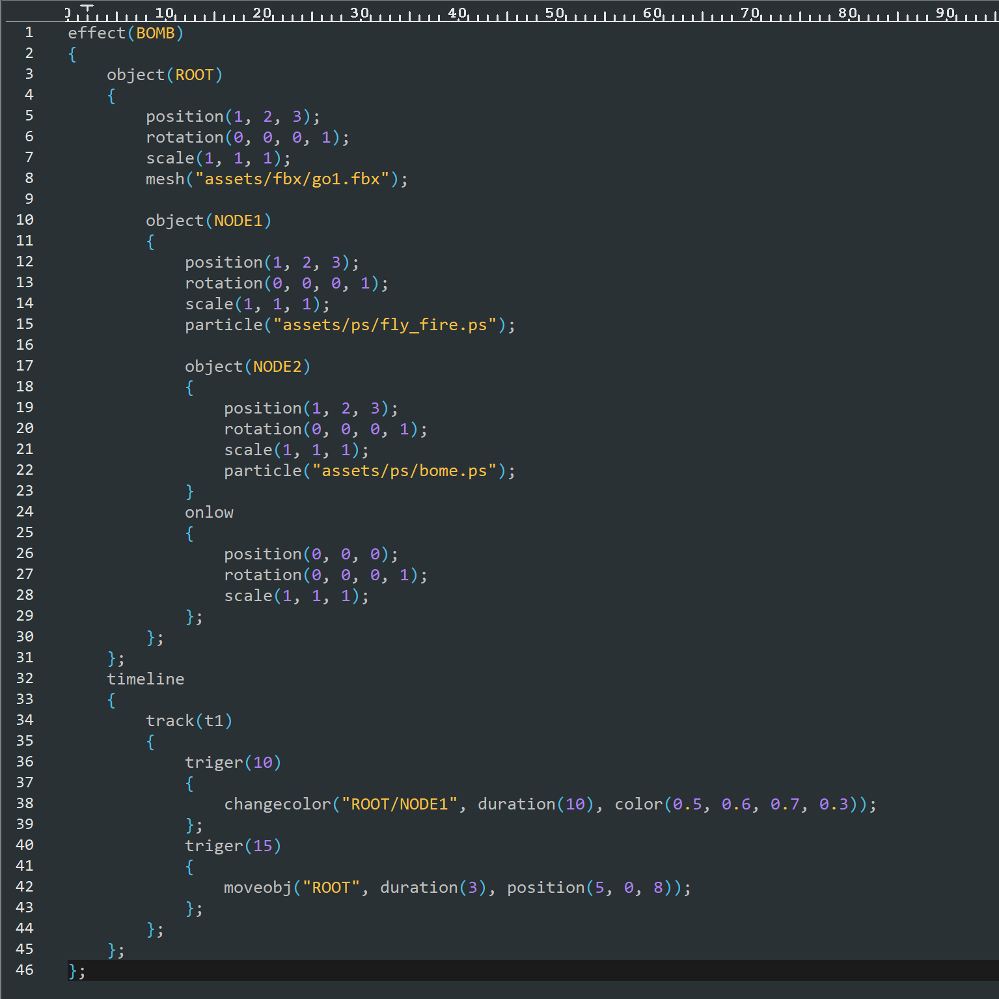 0 10 20 30 40 50 60 70 80 90
1 effect(BOMB)
2 {
3     object(ROOT)
4     {
5         position(1, 2, 3);
6         rotation(0, 0, 0, 1);
7         scale(1, 1, 1);
8         mesh("assets/fbx/go1.fbx");
9
10         object(NODE1)
11         {
12             position(1, 2, 3);
13             rotation(0, 0, 0, 1);
14             scale(1, 1, 1);
15             particle("assets/ps/fly_fire.ps");
16
17             object(NODE2)
18             {
19                 position(1, 2, 3);
20                 rotation(0, 0, 0, 1);
21                 scale(1, 1, 1);
22                 particle("assets/ps/bome.ps");
23             }
24             onlow
25             {
26                 position(0, 0, 0);
27                 rotation(0, 0, 0, 1);
28                 scale(1, 1, 1);
29             };
30         };
31     };
32     timeline
33     {
34         track(t1)
35         {
36             triger(10)
37             {
38                 changecolor("ROOT/NODE1", duration(10), color(0.5, 0.6, 0.7, 0.3));
39             };
40             triger(15)
41             {
42                 moveobj("ROOT", duration(3), position(5, 0, 8));
43             };
44         };
45     };
46 };